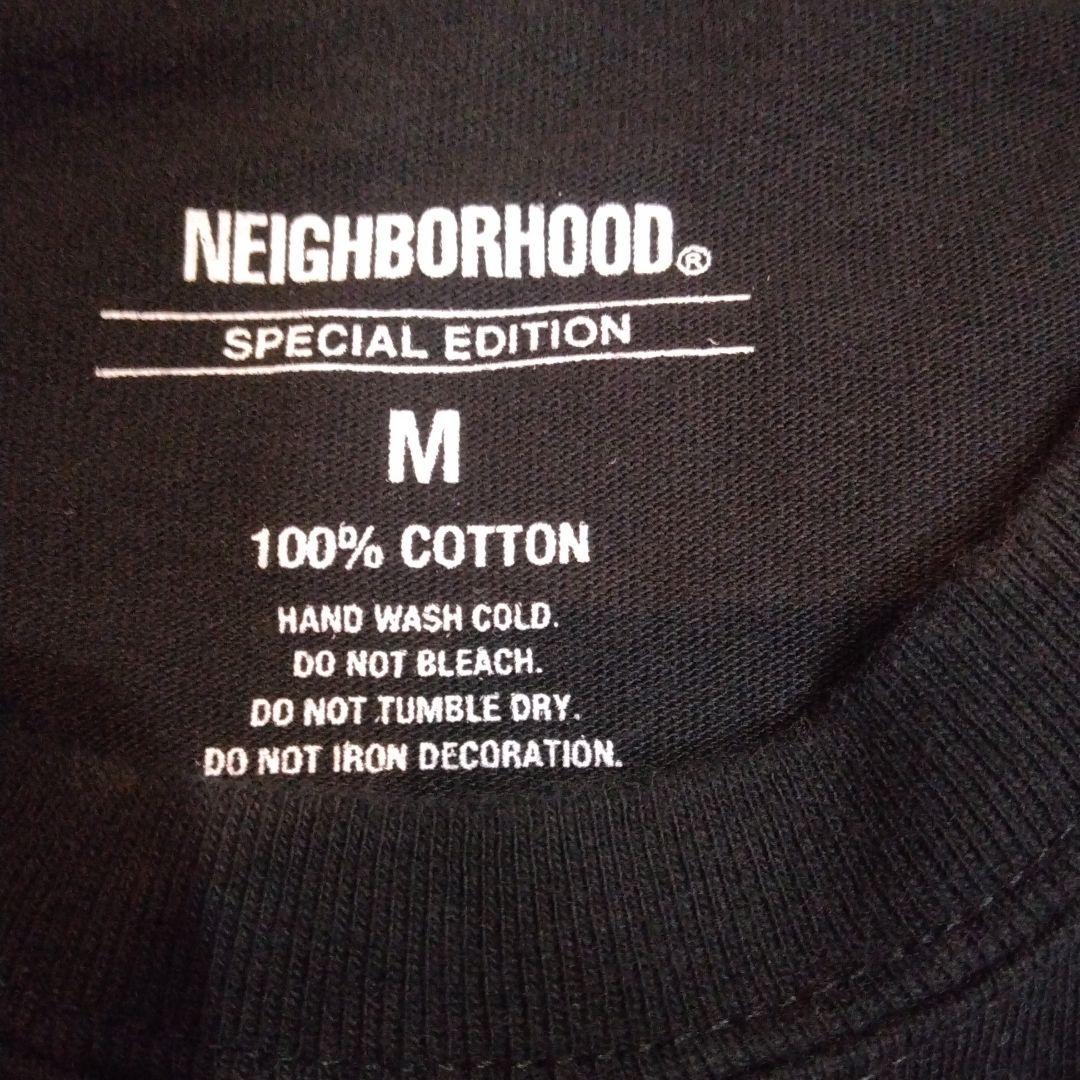 NEIGHBORHOOD®
SPECIAL EDITION
M
100% COTTON
HAND WASH COLD.
DO NOT BLEACH.
DO NOT TUMBLE DRY.
DO NOT IRON DECORATION.